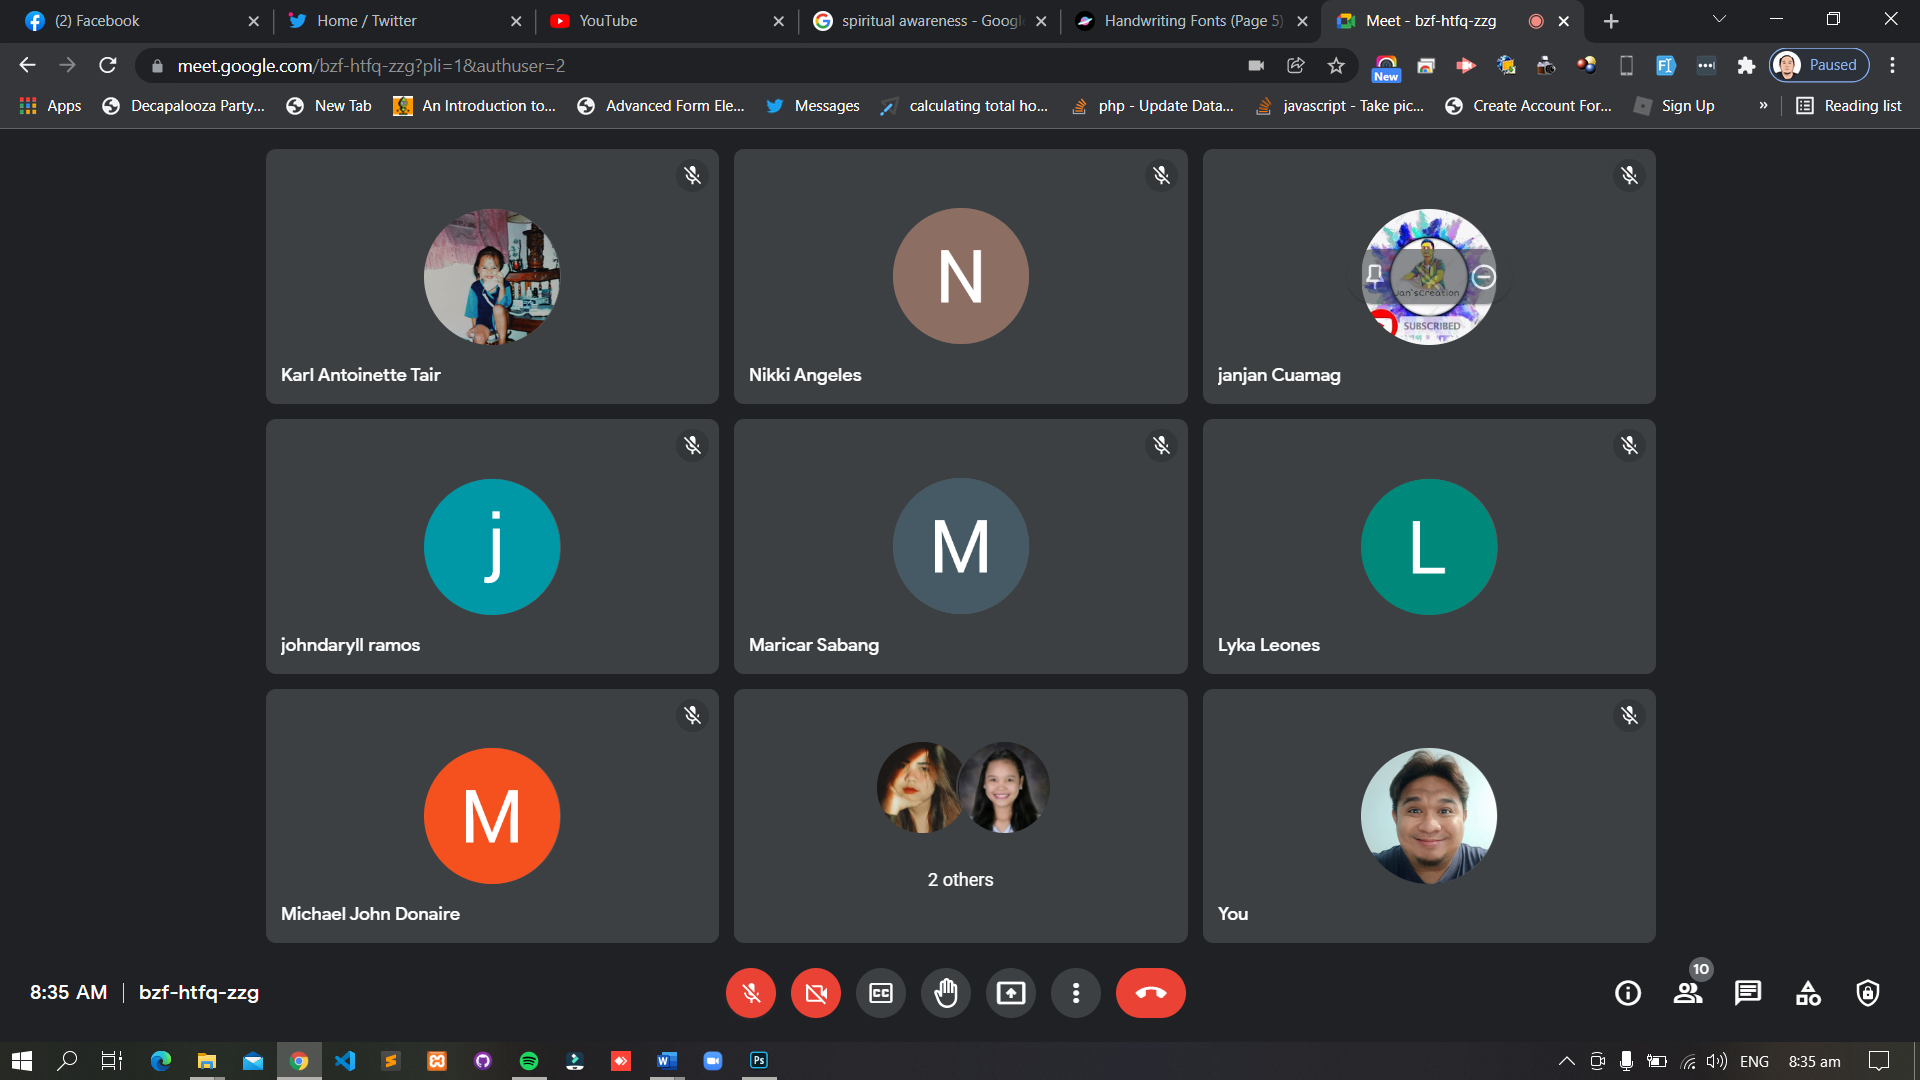 (2) Facebook
Home / Twitter
YouTube
spiritual awareness - Googl
Handwriting Fonts (Page 5)
Meet - bzf-htfq-zzg
meet.google.com/bzf-htfq-zzg?pli=1&authuser=2
New
Paused
Apps
Decapalooza Party...
New Tab
An Introduction to...
Advanced Form Ele...
Messages
calculating total ho...
php - Update Data...
javascript - Take pic...
Create Account For...
Sign Up
»
Reading list
Karl Antoinette Tair
N
Nikki Angeles
Jan'sCreation
SUBSCRIBED
janjan Cuamag
j
johndaryll ramos
M
Maricar Sabang
L
Lyka Leones
M
Michael John Donaire
2 others
You
8:35 AM | bzf-htfq-zzg
CC
10
W
Ps
ENG
8:35 am